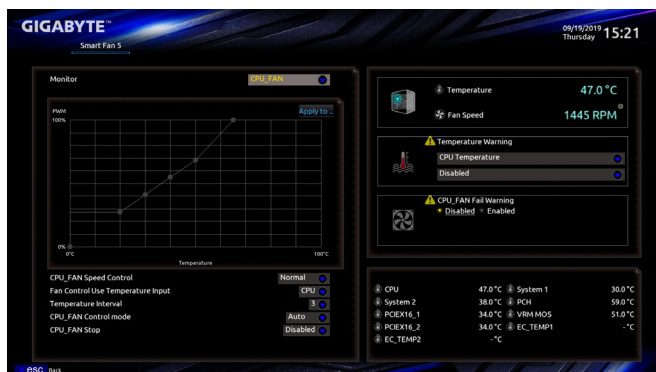 GIGABYTE™
Smart Fan 5
09/19/2019
Thursday
15:21
Monitor
CPU_FAN
PWM
100%
Apply to ..
0%
0°C
100°C
Temperature
CPU_FAN Speed Control
Normal
Fan Control Use Temperature Input
CPU
Temperature Interval
3
CPU_FAN Control mode
Auto
CPU_FAN Stop
Disabled
Temperature
47.0 °C
Fan Speed
1445 RPM
Temperature Warning
CPU Temperature
Disabled
CPU_FAN Fail Warning
Disabled Enabled
CPU 47.0°C System 1 30.0°C
System 2 38.0°C PCH 59.0°C
PCIEX16_1 34.0°C VRM MOS 51.0°C
PCIEX16_2 34.0°C EC_TEMP1 -°C
EC_TEMP2 -°C
esc Back